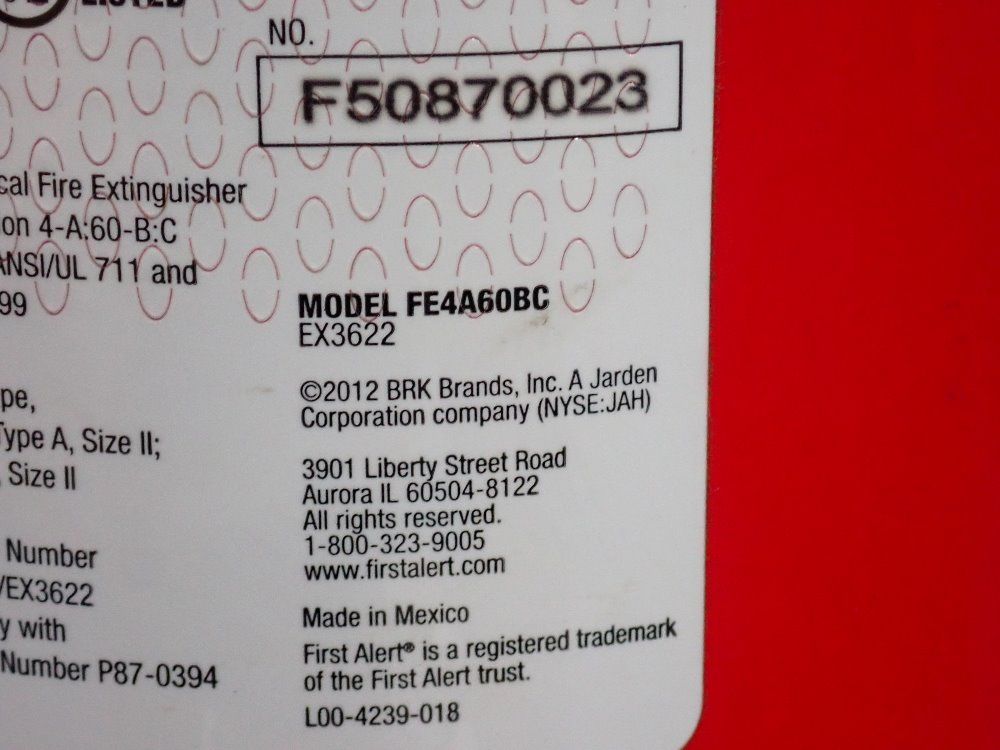 LISTED
NO.
F50870023
cal Fire Extinguisher
on 4-A:60-B:C
ANSI/UL 711 and
99
MODEL FE4A60BC
EX3622
©2012 BRK Brands, Inc. A Jarden
Corporation company (NYSE:JAH)
pe,
Type A, Size II;
, Size II
3901 Liberty Street Road
Aurora IL 60504-8122
All rights reserved.
1-800-323-9005
www.firstalert.com
Number
/EX3622
y with
Number P87-0394
Made in Mexico
First Alert® is a registered trademark
of the First Alert trust.
L00-4239-018